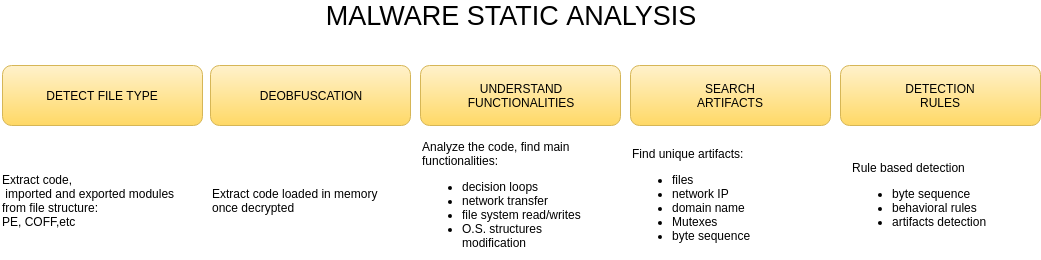 MALWARE STATIC ANALYSIS
DETECT FILE TYPE
DEOBFUSCATION
UNDERSTAND
FUNCTIONALITIES
SEARCH
ARTIFACTS
DETECTION
RULES
Extract code,
imported and exported modules
from file structure:
PE, COFF,etc
Extract code loaded in memory
once decrypted
Analyze the code, find main
functionalities:
• decision loops
• network transfer
• file system read/writes
• O.S. structures
modification
Find unique artifacts:
• files
• network IP
• domain name
• Mutexes
• byte sequence
Rule based detection
• byte sequence
• behavioral rules
• artifacts detection